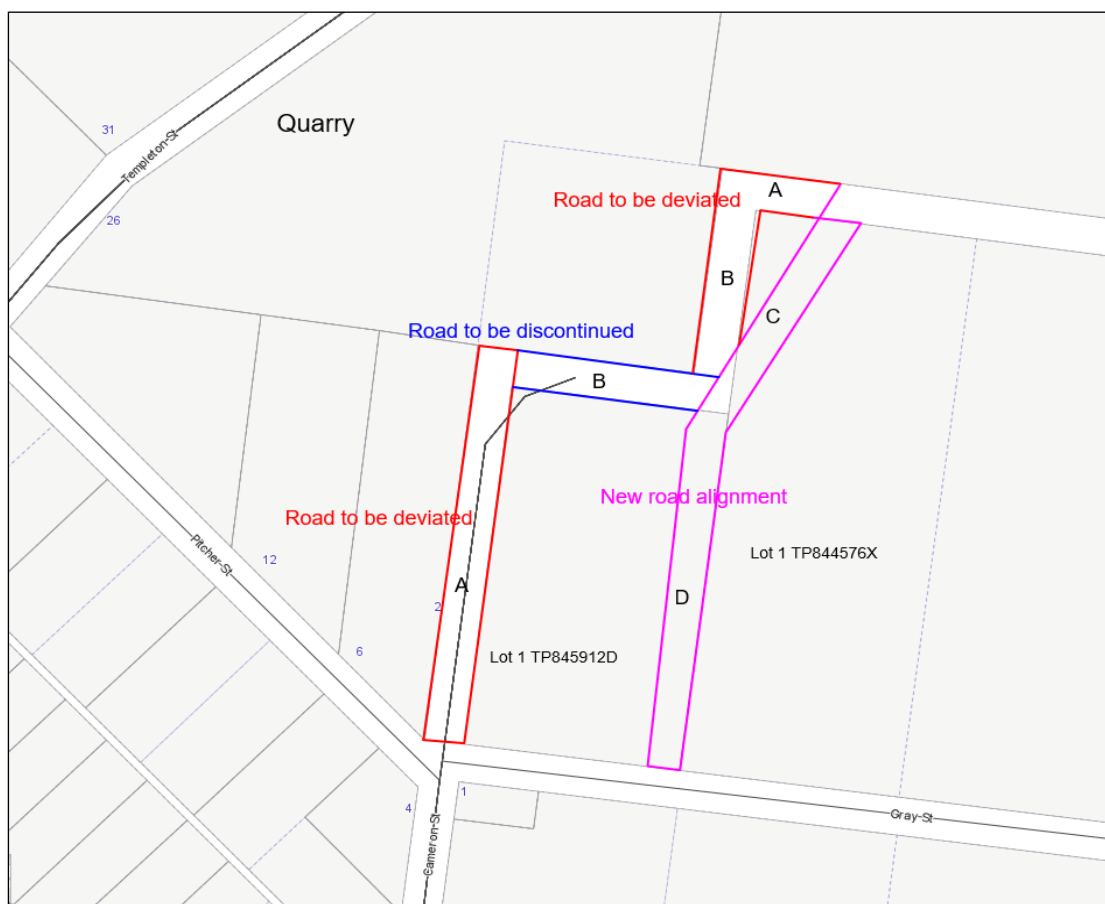 Quarry
31
Templeton-St
26
A
Road to be deviated
B
C
Road to be discontinued
B
New road alignment
Road to be deviated
Pitcher-St
12
Lot 1 TP844576X
A
2
D
6
Lot 1 TP845912D
1
4
Gray-St
Cameron-St